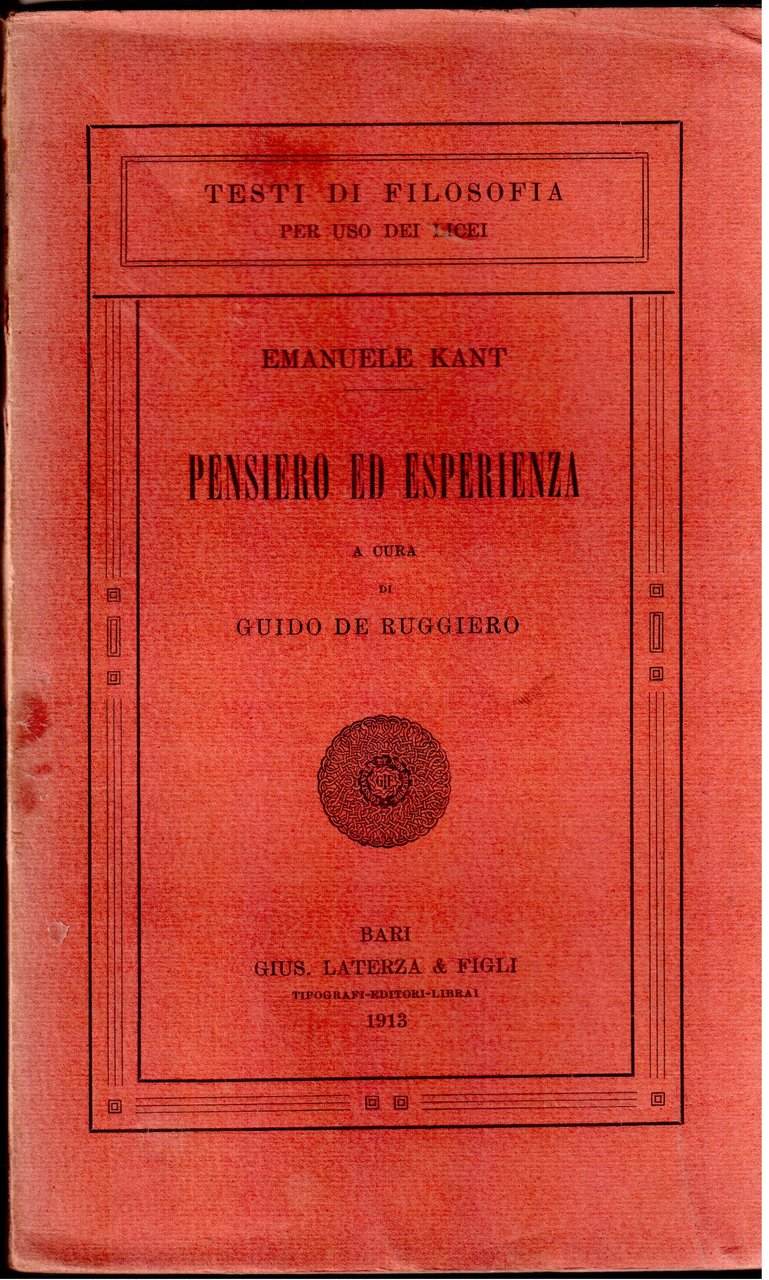 TESTI DI FILOSOFIA
PER USO DEI LICEI
EMANUELE KANT
PENSIERO ED ESPERIENZA
A CURA
DI
GUIDO DE RUGGIERO
BARI
GIUS. LATERZA & FIGLI
TIPOGRAFI-EDITORI-LIBRAI
1913